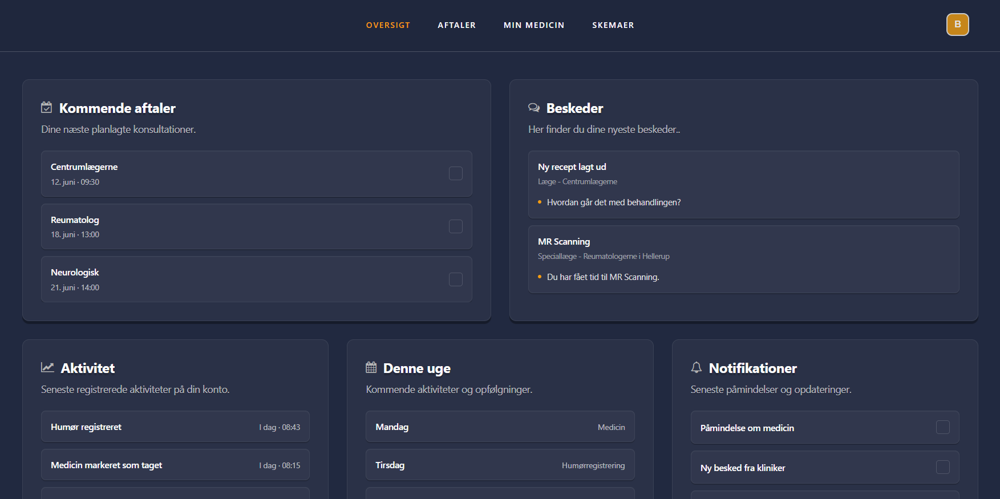 OVERSIGT AFTALER MIN MEDICIN SKEMAER B
Kommende aftaler
Dine næste planlagte konsultationer.
Centrumlægerne
12. juni · 09:30
Reumatolog
18. juni · 13:00
Neurologisk
21. juni · 14:00
Beskeder
Her finder du dine nyeste beskeder..
Ny recept lagt ud
Læge - Centrumlægerne
• Hvordan går det med behandlingen?
MR Scanning
Speciallæge - Reumatologerne i Hellerup
• Du har fået tid til MR Scanning.
Aktivitet
Seneste registrerede aktiviteter på din konto.
Humør registreret I dag · 08:43
Medicin markeret som taget I dag · 08:15
Denne uge
Kommende aktiviteter og opfølgninger.
Mandag Medicin
Tirsdag Humørregistrering
Notifikationer
Seneste påmindelser og opdateringer.
Påmindelse om medicin
Ny besked fra kliniker